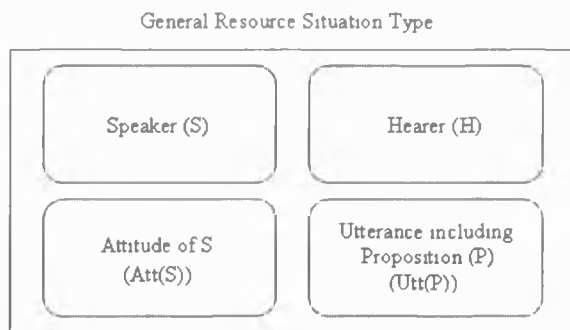 General Resource Situation Type
Speaker (S)
Hearer (H)
Attitude of S
(Att(S))
Utterance including
Proposition (P)
(Utt(P))